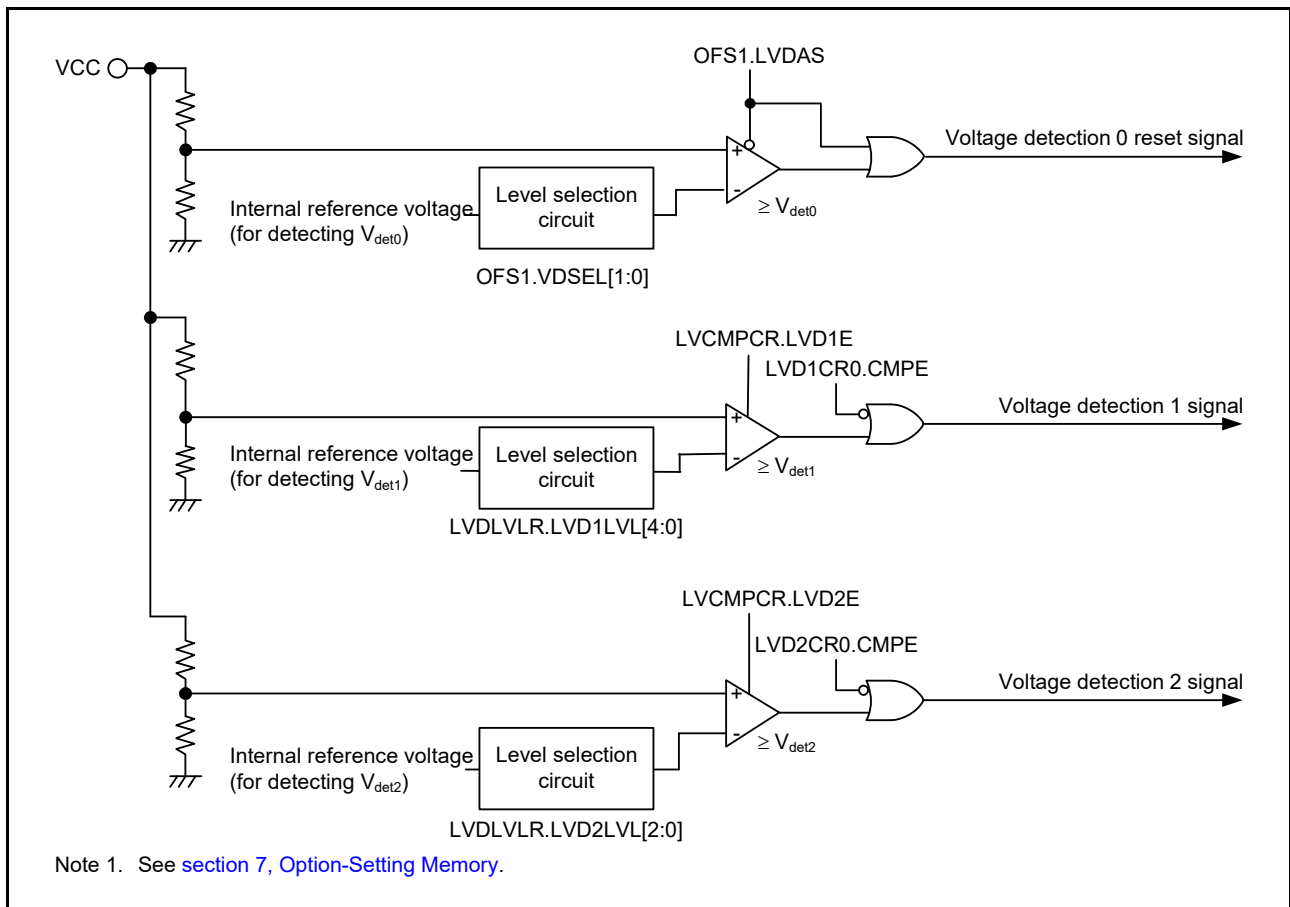 OFS1.LVDAS
VCC
Voltage detection 0 reset signal
+
-
Level selection
circuit
Internal reference voltage
(for detecting Vdet0)
≥ Vdet0
OFS1.VDSEL[1:0]
LVCMPCR.LVD1E
LVD1CR0.CMPE
Voltage detection 1 signal
+
-
Internal reference voltage
(for detecting Vdet1)
Level selection
circuit
≥ Vdet1
LVDLVLR.LVD1LVL[4:0]
LVCMPCR.LVD2E
LVD2CR0.CMPE
Voltage detection 2 signal
+
-
Internal reference voltage
(for detecting Vdet2)
Level selection
circuit
≥ Vdet2
LVDLVLR.LVD2LVL[2:0]
Note 1. See section 7, Option-Setting Memory.